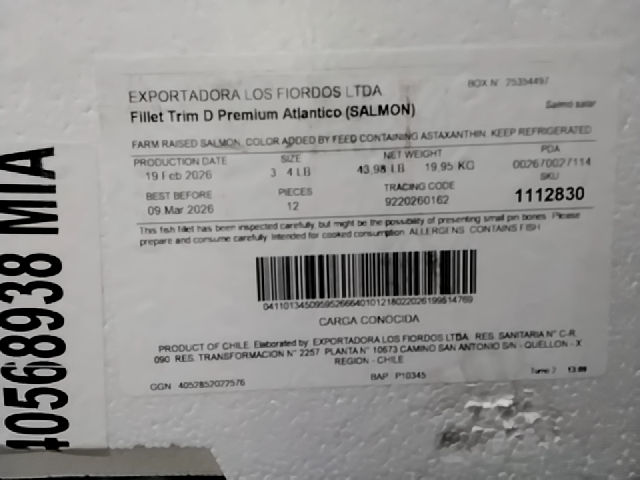 EXPORTADORA LOS FIORDOS LTDA
BOX N° 75354497
Fillet Trim D Premium Atlantico (SALMON)
Salmo salar
FARM RAISED SALMON, COLOR ADDED BY FEED CONTAINING ASTAXANTHIN. KEEP REFRIGERATED
PRODUCTION DATE SIZE NET WEIGHT PDA
19 Feb 2026 3 4 LB 43.98 LB 19.95 KG 002670027114
BEST BEFORE PIECES TRACING CODE SKU
09 Mar 2026 12 9220260162 1112830
This fish fillet has been inspected carefully, but might be the possibility of presenting small pin bones. Please
prepare and consume carefully. Intended for cooked consumption. ALLERGENS: CONTAINS FISH
CARGA CONOCIDA
PRODUCT OF CHILE. Elaborated by: EXPORTADORA LOS FIORDOS LTDA. RES. SANITARIA N° C-R.
090 RES. TRANSFORMACION N° 2257 PLANTA N° 10673 CAMINO SAN ANTONIO S/N - QUELLON - X
REGION - CHILE
GGN: 4052852072576
BAP: P10345
Turno 2
40568938 MIA